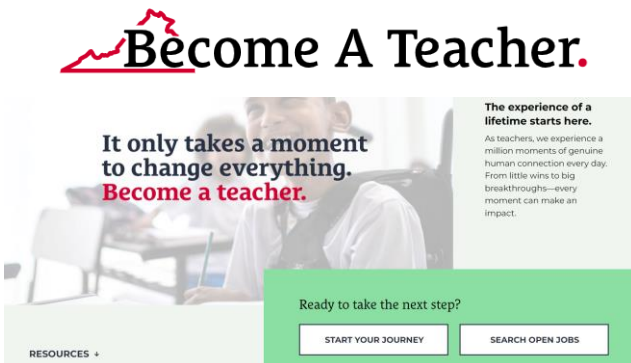 Become A Teacher.
It only takes a moment
to change everything.
Become a teacher.
The experience of a
lifetime starts here.
As teachers, we experience a
million moments of genuine
human connection every day.
From little wins to big
breakthroughs—every
moment can make an
impact.
Ready to take the next step?
START YOUR JOURNEY
SEARCH OPEN JOBS
RESOURCES ↓